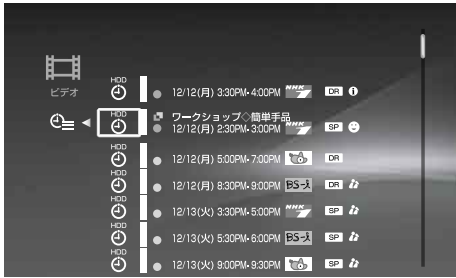 ビデオ
HDD 12/12(月) 3:30PM-4:00PM NHK DR
HDD ワークショップ◇簡単手品
12/12(月) 2:30PM-3:00PM NHK SP
HDD 12/12(月) 5:00PM-7:00PM DR
HDD 12/12(月) 8:30PM-9:00PM BS-i DR
HDD 12/13(火) 3:30PM-5:00PM NHK SP
HDD 12/13(火) 5:30PM-6:00PM BS-i SP
HDD 12/13(火) 9:00PM-9:30PM SP